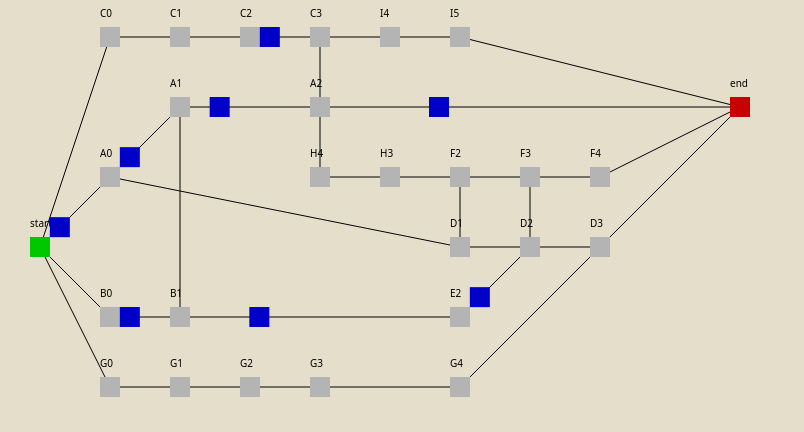 C0 C1 C2 C3 I4 I5
A1 A2 end
A0 H4 H3 F2 F3 F4
start D1 D2 D3
B0 B1 E2
G0 G1 G2 G3 G4